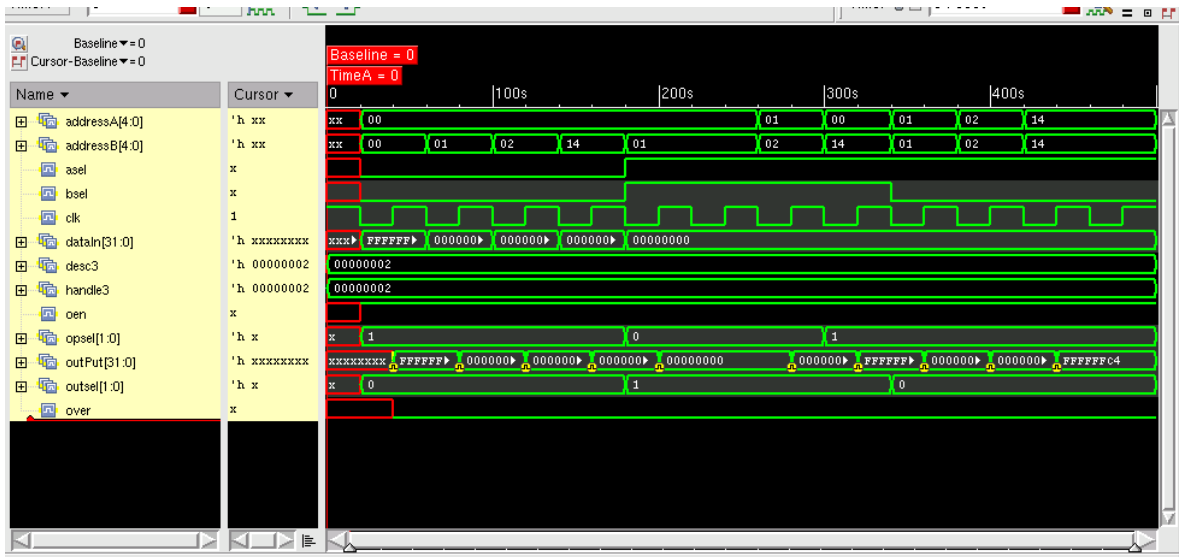 Baseline▼= 0
Cursor-Baseline▼= 0
Baseline = 0
TimeA = 0
Name ▼ Cursor ▼ 0 100s 200s 300s 400s
addressA[4:0] 'h xx xx 00 01 00 01 02 14
addressB[4:0] 'h xx xx 00 01 02 14 01 02 14 01 02 14
asel x
bsel x
clk 1
dataIn[31:0] 'h xxxxxxxx xxx FFFFFF 000000 000000 000000 00000000
desc3 'h 00000002 00000002
handle3 'h 00000002 00000002
oen x
opsel[1:0] 'h x x 1 0 1
outPut[31:0] 'h xxxxxxxx xxxxxxxx FFFFFF 000000 000000 000000 00000000 000000 FFFFFF 000000 000000 FFFFFFC4
outsel[1:0] 'h x x 0 1 0
over x